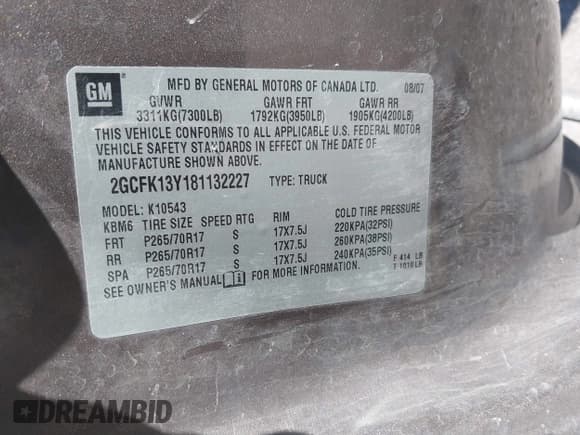 GM
MFD BY GENERAL MOTORS OF CANADA LTD. 08/07
GVWR GAWR FRT GAWR RR
3311KG(7300LB) 1792KG(3950LB) 1905KG(4200LB)
THIS VEHICLE CONFORMS TO ALL APPLICABLE U.S. FEDERAL MOTOR
VEHICLE SAFETY STANDARDS IN EFFECT ON THE DATE OF
MANUFACTURE SHOWN ABOVE.
2GCFK13Y181132227 TYPE: TRUCK
MODEL: K10543
KBM6 TIRE SIZE SPEED RTG RIM COLD TIRE PRESSURE
FRT P265/70R17 S 17X7.5J 220KPA(32PSI)
RR P265/70R17 S 17X7.5J 260KPA(38PSI)
SPA P265/70R17 S 17X7.5J 240KPA(35PSI)
F 414 LB
SEE OWNER'S MANUAL FOR MORE INFORMATION. T 1018 LB
DREAMBID